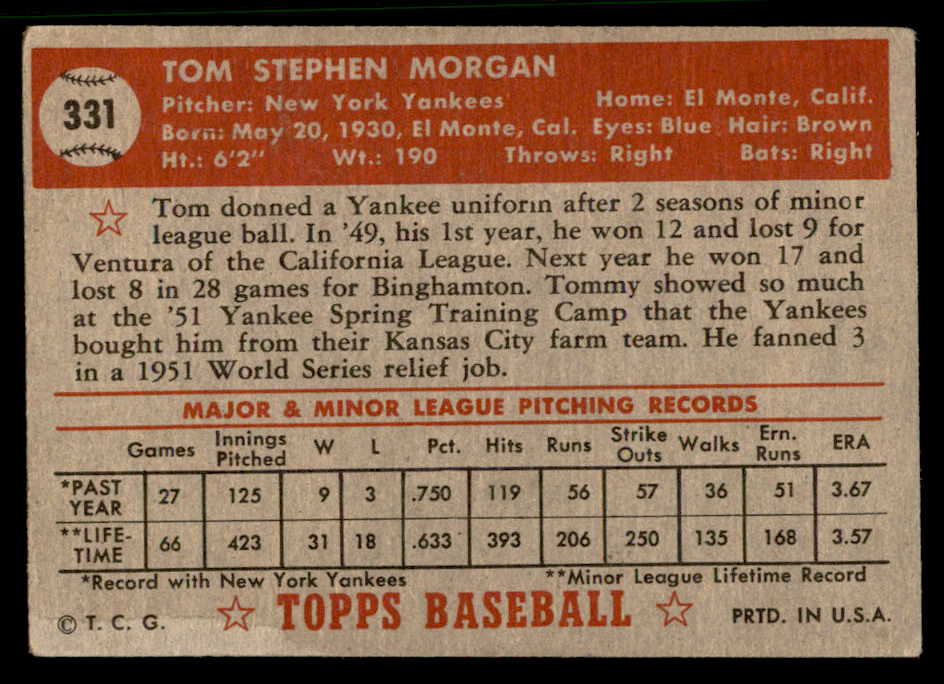 331
TOM STEPHEN MORGAN
Pitcher: New York Yankees Home: El Monte, Calif.
Born: May 20, 1930, El Monte, Cal. Eyes: Blue Hair: Brown
Ht.: 6'2" Wt.: 190 Throws: Right Bats: Right
Tom donned a Yankee uniform after 2 seasons of minor
league ball. In '49, his 1st year, he won 12 and lost 9 for
Ventura of the California League. Next year he won 17 and
lost 8 in 28 games for Binghamton. Tommy showed so much
at the '51 Yankee Spring Training Camp that the Yankees
bought him from their Kansas City farm team. He fanned 3
in a 1951 World Series relief job.
MAJOR & MINOR LEAGUE PITCHING RECORDS
Games Innings Pitched W L Pct. Hits Runs Strike Outs Walks Ern. Runs ERA
*PAST YEAR 27 125 9 3 .750 119 56 57 36 51 3.67
**LIFE-TIME 66 423 31 18 .633 393 206 250 135 168 3.57
*Record with New York Yankees **Minor League Lifetime Record
© T. C. G. TOPPS BASEBALL PRTD. IN U.S.A.